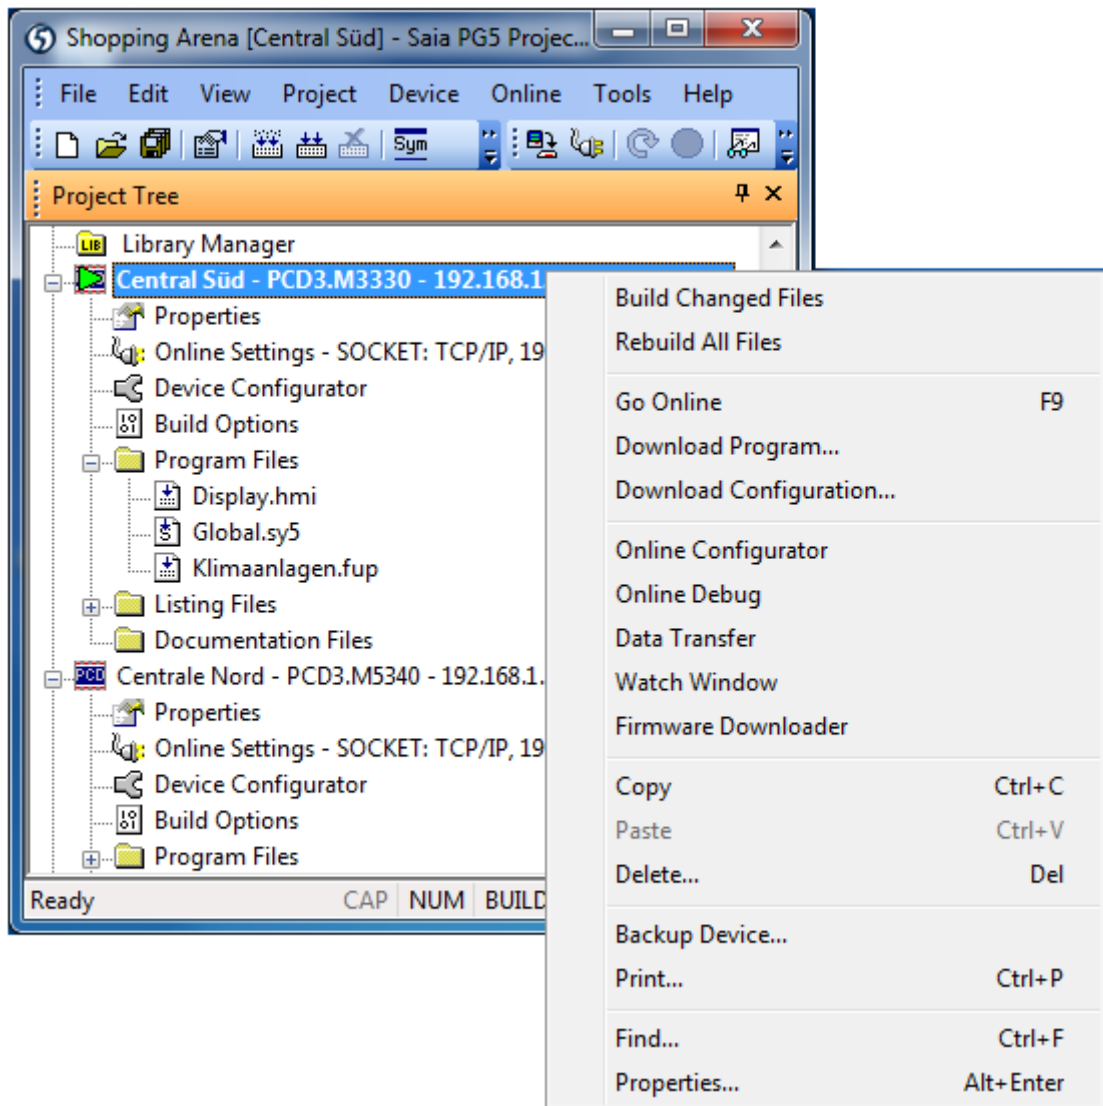 Shopping Arena [Central Süd] - Saia PG5 Projec...
File Edit View Project Device Online Tools Help
Sym
Project Tree
LIB Library Manager
Central Süd - PCD3.M3330 - 192.168.1.
Properties
Online Settings - SOCKET: TCP/IP, 19
Device Configurator
Build Options
Program Files
Display.hmi
Global.sy5
Klimaanlagen.fup
Listing Files
Documentation Files
PCD Centrale Nord - PCD3.M5340 - 192.168.1.
Properties
Online Settings - SOCKET: TCP/IP, 19
Device Configurator
Build Options
Program Files
Ready CAP NUM BUILD
Build Changed Files
Rebuild All Files
Go Online F9
Download Program...
Download Configuration...
Online Configurator
Online Debug
Data Transfer
Watch Window
Firmware Downloader
Copy Ctrl+C
Paste Ctrl+V
Delete... Del
Backup Device...
Print... Ctrl+P
Find... Ctrl+F
Properties... Alt+Enter